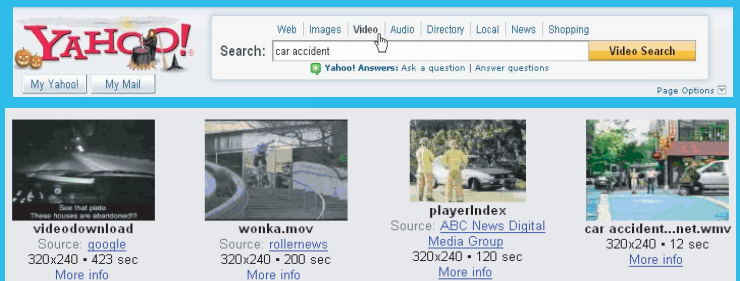 Web | Images | Video | Audio | Directory | Local | News | Shopping
YAHOO!
Search: car accident Video Search
Yahoo! Answers: Ask a question | Answer questions
My Yahoo! My Mail
Page Options
See that plate.
These houses are abandoned!!!
videodownload
Source: google
320x240 • 423 sec
More info
wonka.mov
Source: rollernews
320x240 • 200 sec
More info
playerIndex
Source: ABC News Digital
Media Group
320x240 • 120 sec
More info
car accident...net.wmv
320x240 • 12 sec
More info